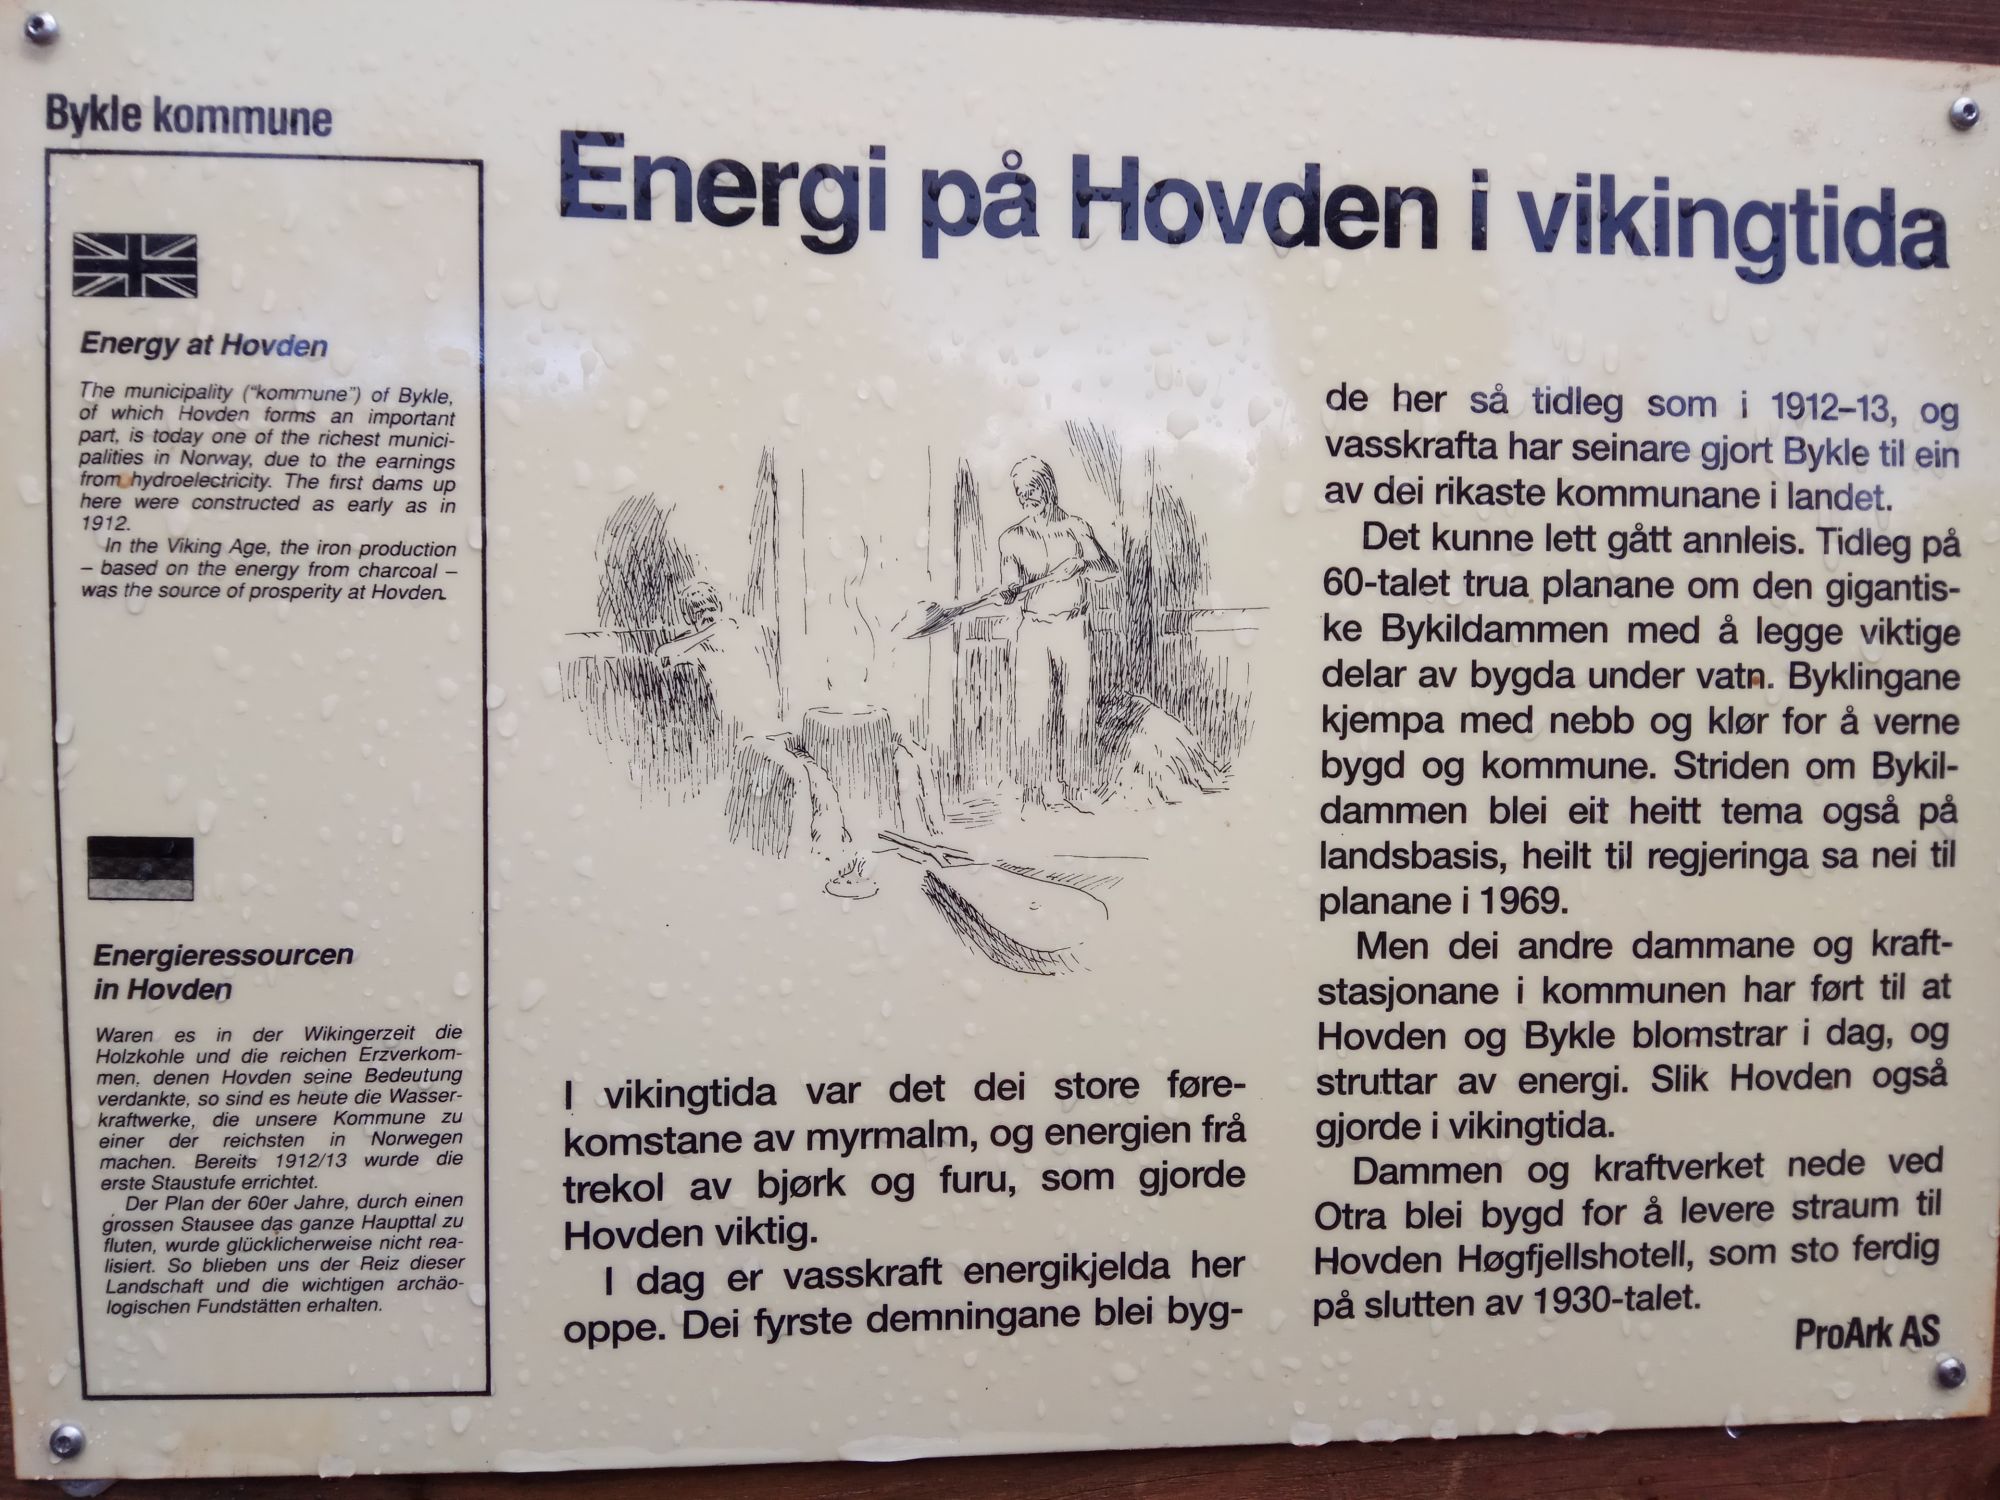 Bykle kommune
Energi på Hovden i vikingtida
Energy at Hovden
The municipality (“kommune”) of Bykle,
of which Hovden forms an important
part, is today one of the richest munici-
palities in Norway, due to the earnings
from hydroelectricity. The first dams up
here were constructed as early as in
1912.
In the Viking Age, the iron production
– based on the energy from charcoal –
was the source of prosperity at Hovden.
Energieressourcen
in Hovden
Waren es in der Wikingerzeit die
Holzkohle und die reichen Erzverkom-
men, denen Hovden seine Bedeutung
verdankte, so sind es heute die Wasser-
kraftwerke, die unsere Kommune zu
einer der reichsten in Norwegen
machen. Bereits 1912/13 wurde die
erste Staustufe errichtet.
Der Plan der 60er Jahre, durch einen
grossen Stausee das ganze Haupttal zu
fluten, wurde glücklicherweise nicht rea-
lisiert. So blieben uns der Reiz dieser
Landschaft und die wichtigen archäo-
logischen Fundstätten erhalten.
I vikingtida var det dei store føre-
komstane av myrmalm, og energien frå
trekol av bjørk og furu, som gjorde
Hovden viktig.
I dag er vasskraft energikjelda her
oppe. Dei fyrste demningane blei byg-
de her så tidleg som i 1912–13, og
vasskrafta har seinare gjort Bykle til ein
av dei rikaste kommunane i landet.
Det kunne lett gått annleis. Tidleg på
60-talet trua planane om den gigantis-
ke Bykildammen med å legge viktige
delar av bygda under vatn. Byklingane
kjempa med nebb og klør for å verne
bygd og kommune. Striden om Bykil-
dammen blei eit heitt tema også på
landsbasis, heilt til regjeringa sa nei til
planane i 1969.
Men dei andre dammane og kraft-
stasjonane i kommunen har ført til at
Hovden og Bykle blomstrar i dag, og
struttar av energi. Slik Hovden også
gjorde i vikingtida.
Dammen og kraftverket nede ved
Otra blei bygd for å levere straum til
Hovden Høgfjellshotell, som sto ferdig
på slutten av 1930-talet.
ProArk AS